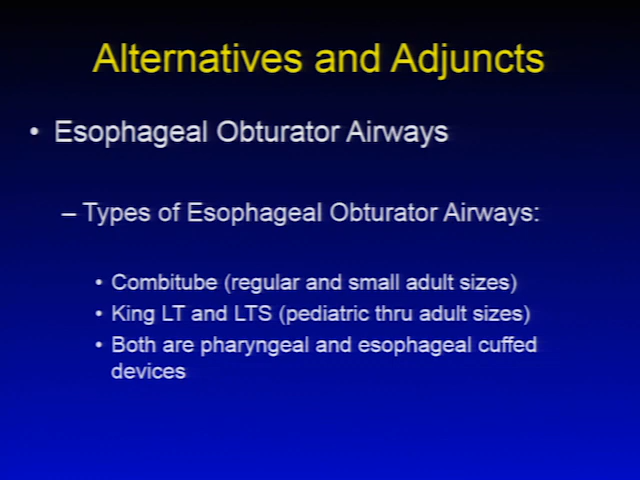 Alternatives and Adjuncts
• Esophageal Obturator Airways
– Types of Esophageal Obturator Airways:
• Combitube (regular and small adult sizes)
• King LT and LTS (pediatric thru adult sizes)
• Both are pharyngeal and esophageal cuffed
devices